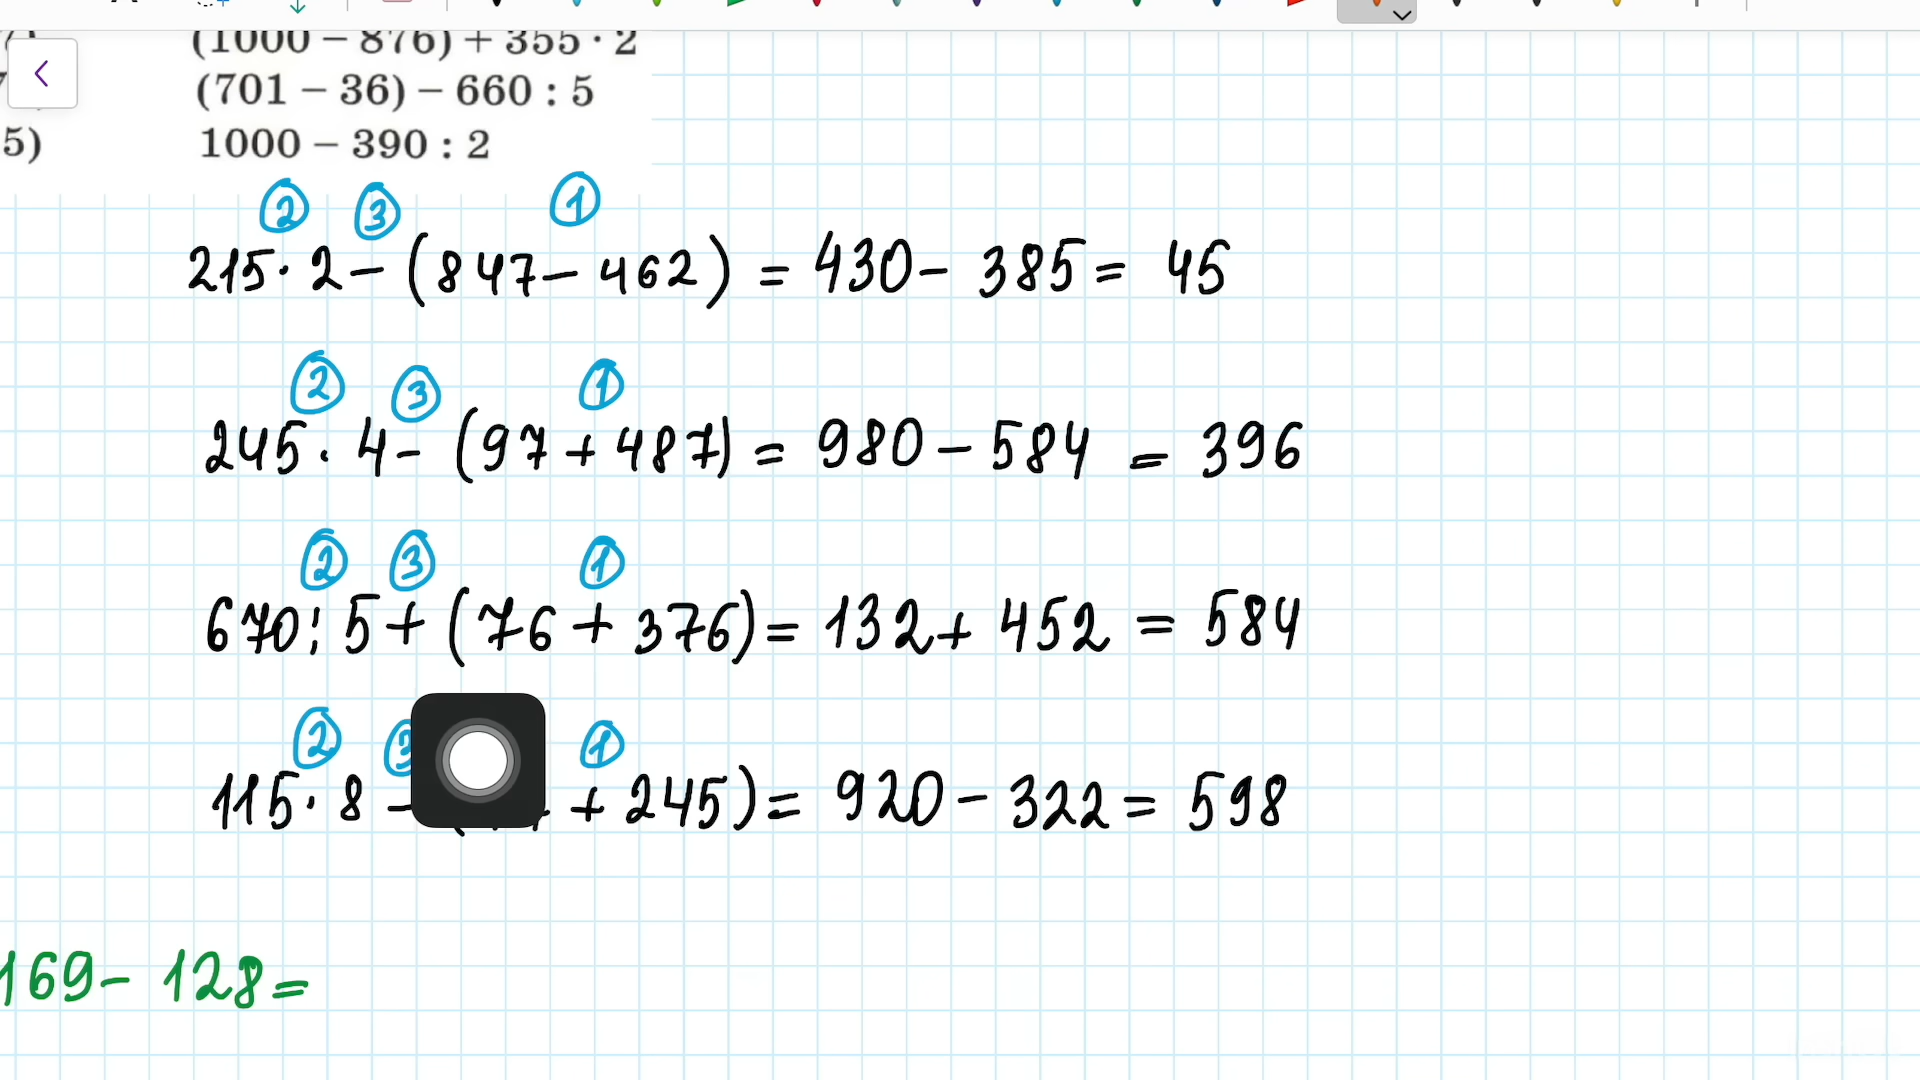 (1000 – 876) + 355 · 2
(701 – 36) – 660 : 5
5) 1000 – 390 : 2
2 3 1
215 · 2 – (847 – 462) = 430 – 385 = 45
2 3 1
245 · 4 – (97 + 487) = 980 – 584 = 396
2 3 1
670 : 5 + (76 + 376) = 132 + 452 = 584
2 3 1
115 · 8 – ( + 245) = 920 – 322 = 598
169 – 128 =